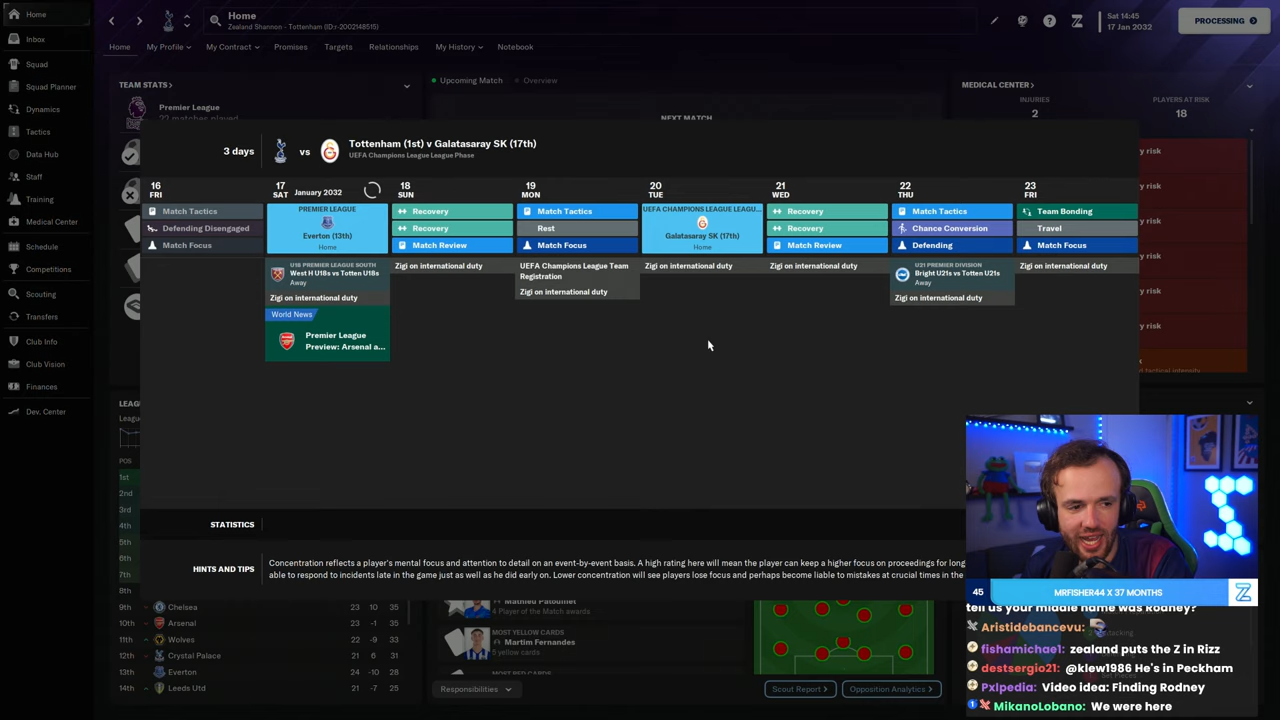 Home
Inbox
Squad
Squad Planner
Dynamics
Tactics
Data Hub
Staff
Training
Medical Center
Schedule
Competitions
Scouting
Transfers
Club Info
Club Vision
Finances
Dev. Center
Home
Zealand Shannon - Tottenham (ID:r-2002148515)
Sat 14:45
17 Jan 2032
PROCESSING
Home
My Profile
My Contract
Promises
Targets
Relationships
My History
Notebook
TEAM STATS
Premier League
22 matches played
Upcoming Match
Overview
NEXT MATCH
MEDICAL CENTER
INJURIES
2
PLAYERS AT RISK
18
3 days
vs
Tottenham (1st) v Galatasaray SK (17th)
UEFA Champions League League Phase
16
FRI
17
SAT
January 2032
18
SUN
19
MON
20
TUE
21
WED
22
THU
23
FRI
Match Tactics
Defending Disengaged
Match Focus
PREMIER LEAGUE
Everton (13th)
Home
Recovery
Recovery
Match Review
Match Tactics
Rest
Match Focus
UEFA CHAMPIONS LEAGUE LEAGU...
Galatasaray SK (17th)
Home
Recovery
Recovery
Match Review
Match Tactics
Chance Conversion
Defending
Team Bonding
Travel
Match Focus
U18 PREMIER LEAGUE SOUTH
West H U18s vs Totten U18s
Away
Zigi on international duty
World News
Premier League
Preview: Arsenal a...
Zigi on international duty
UEFA Champions League Team
Registration
Zigi on international duty
Zigi on international duty
Zigi on international duty
U21 PREMIER DIVISION
Bright U21s vs Totten U21s
Away
Zigi on international duty
Zigi on international duty
y risk
y risk
y risk
y risk
y risk
STATISTICS
HINTS AND TIPS
Concentration reflects a player's mental focus and attention to detail on an event-by-event basis. A high rating here will mean the player can keep a higher focus on proceedings for long
able to respond to incidents late in the game just as well as he did early on. Lower concentration will see players lose focus and perhaps become liable to mistakes at crucial times in the
LEAG
League
POS
1st
2nd
3rd
4th
5th
6th
7th
8th
9th Chelsea 23 10 35
10th Arsenal 23 -1 35
11th Wolves 22 -9 33
12th Crystal Palace 21 6 31
13th Everton 24 -10 28
14th Leeds Utd 21 -7 25
4 Player of the Match awards
MOST YELLOW CARDS
Martim Fernandes
5 yellow cards
Responsibilities
Scout Report
Opposition Analytics
45
MRFISHER44 X 37 MONTHS
tell us your middle name was Rodney?
Aristidebancevu:
fishamichael1: zealand puts the Z in Rizz
destsergio21: @klew1986 He's in Peckham
Pxlpedia: Video idea: Finding Rodney
MikanoLobano: We were here